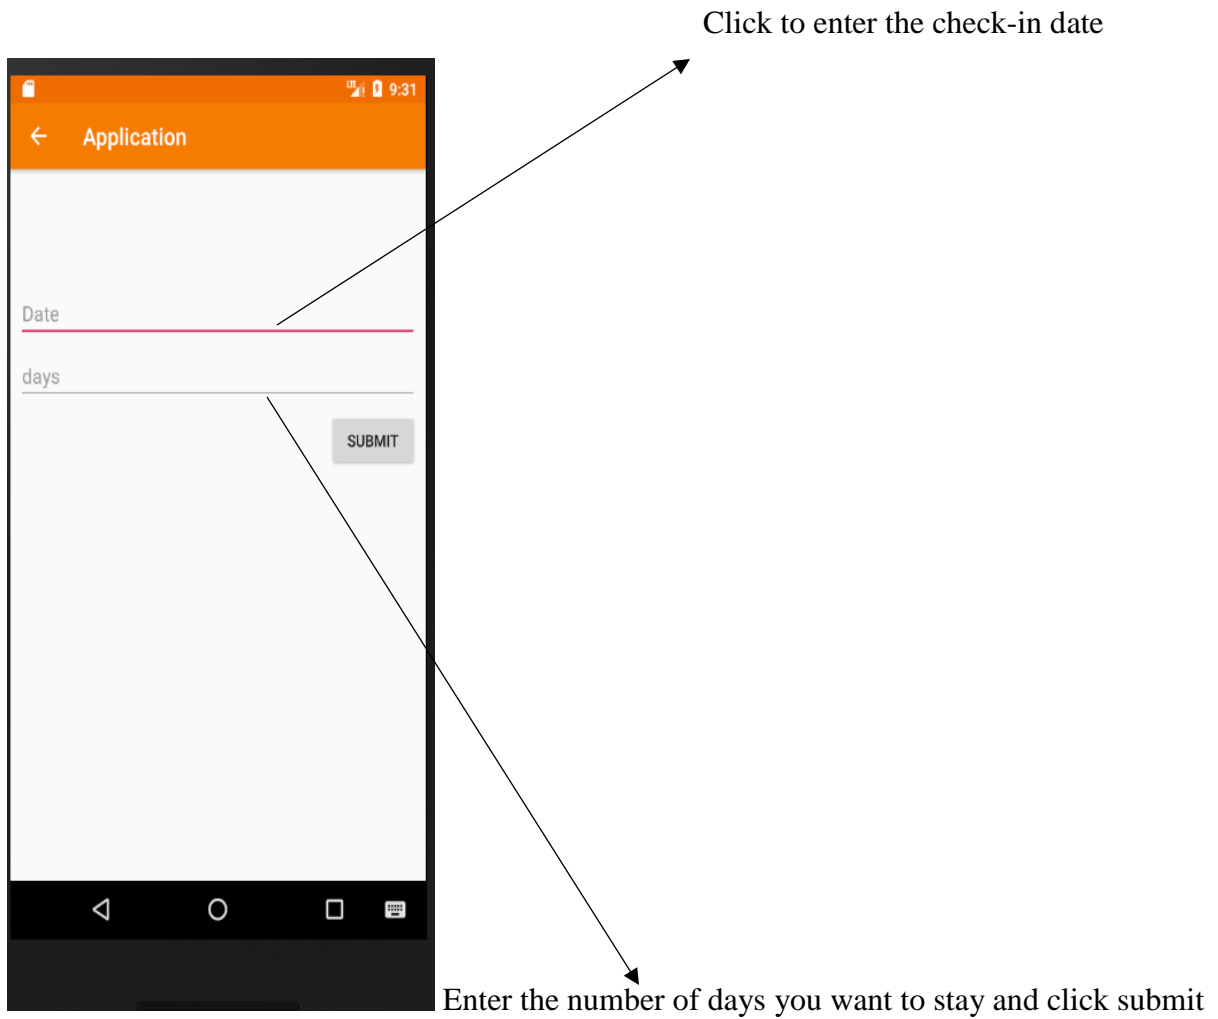 Click to enter the check-in date
LTE 9:31
Application
Date
days
SUBMIT
Enter the number of days you want to stay and click submit